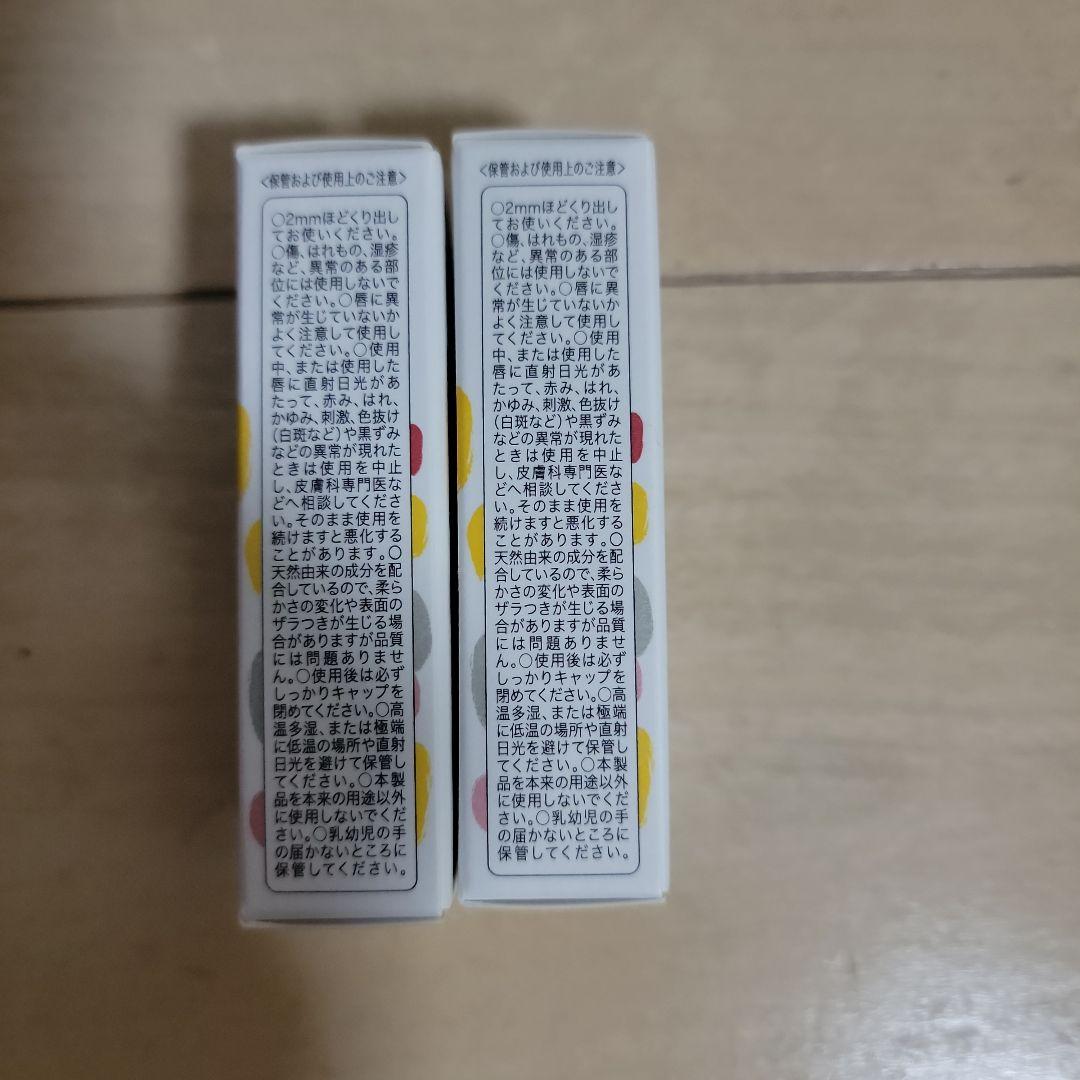 <保管および使用上のご注意>
○2mmほどくり出し
てお使いください。
○傷、はれもの、湿疹
など、異常のある部
位には使用しないで
ください。○唇に異
常が生じていないか
よく注意して使用し
てください。○使用
中、または使用した
唇に直射日光があ
たって、赤み、はれ、
かゆみ、刺激、色抜け
(白斑など)や黒ずみ
などの異常が現れた
ときは使用を中止
し、皮膚科専門医な
どへ相談してくださ
い。そのまま使用を
続けますと悪化する
ことがあります。○
天然由来の成分を配
合しているので、柔ら
かさの変化や表面の
ザラつきが生じる場
合がありますが品質
には問題ありませ
ん。○使用後は必ず
しっかりキャップを
閉めてください。○高
温多湿、または極端
に低温の場所や直射
日光を避けて保管し
てください。○本製
品を本来の用途以外
に使用しないでくだ
さい。○乳幼児の手
の届かないところに
保管してください。
<保管および使用上のご注意>
○2mmほどくり出し
てお使いください。
○傷、はれもの、湿疹
など、異常のある部
位には使用しないで
ください。○唇に異
常が生じていないか
よく注意して使用し
てください。○使用
中、または使用した
唇に直射日光があ
たって、赤み、はれ、
かゆみ、刺激、色抜け
(白斑など)や黒ずみ
などの異常が現れた
ときは使用を中止
し、皮膚科専門医な
どへ相談してくださ
い。そのまま使用を
続けますと悪化する
ことがあります。○
天然由来の成分を配
合しているので、柔ら
かさの変化や表面の
ザラつきが生じる場
合がありますが品質
には問題ありませ
ん。○使用後は必ず
しっかりキャップを
閉めてください。○高
温多湿、または極端
に低温の場所や直射
日光を避けて保管し
てください。○本製
品を本来の用途以外
に使用しないでくだ
さい。○乳幼児の手
の届かないところに
保管してください。